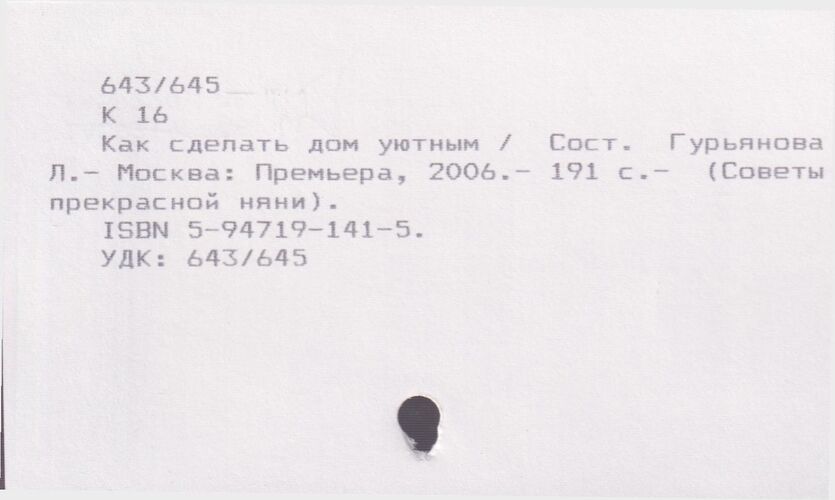 643/645
К 16
Как сделать дом уютным / Сост. Гурьянова
Л.- Москва: Премьера, 2006.- 191 с.- (Советы
прекрасной няни).
ISBN 5-94719-141-5.
УДК: 643/645